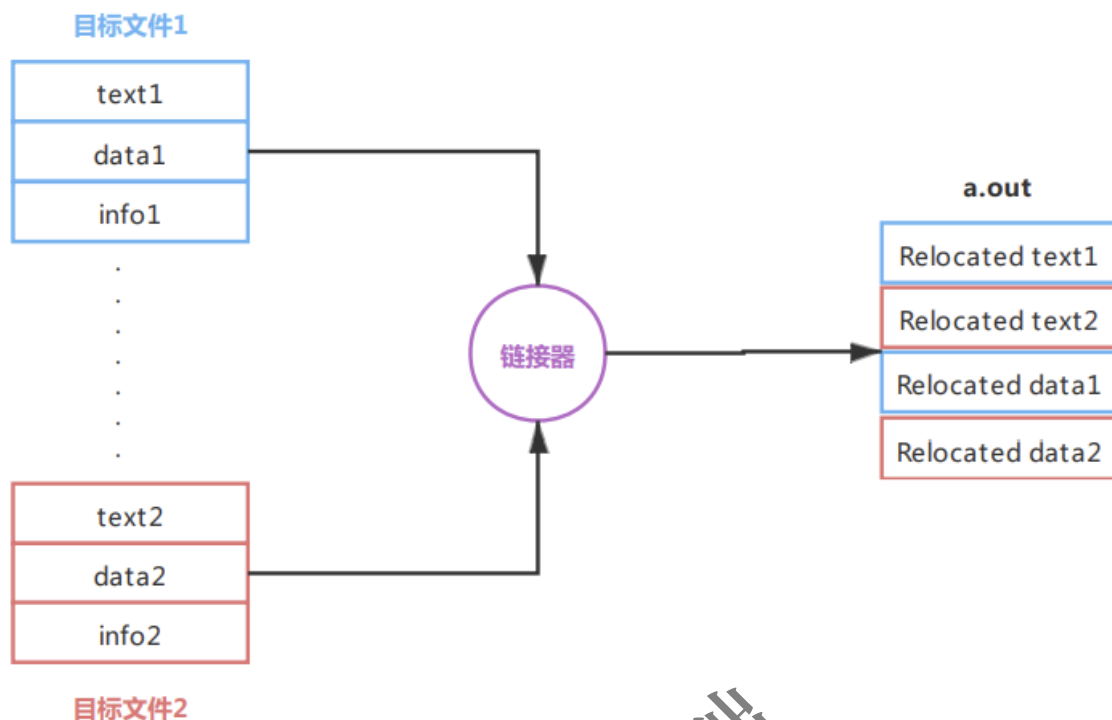 目标文件1
text1
data1
info1
链接器
a.out
Relocated text1
Relocated text2
Relocated data1
Relocated data2
text2
data2
info2
目标文件2